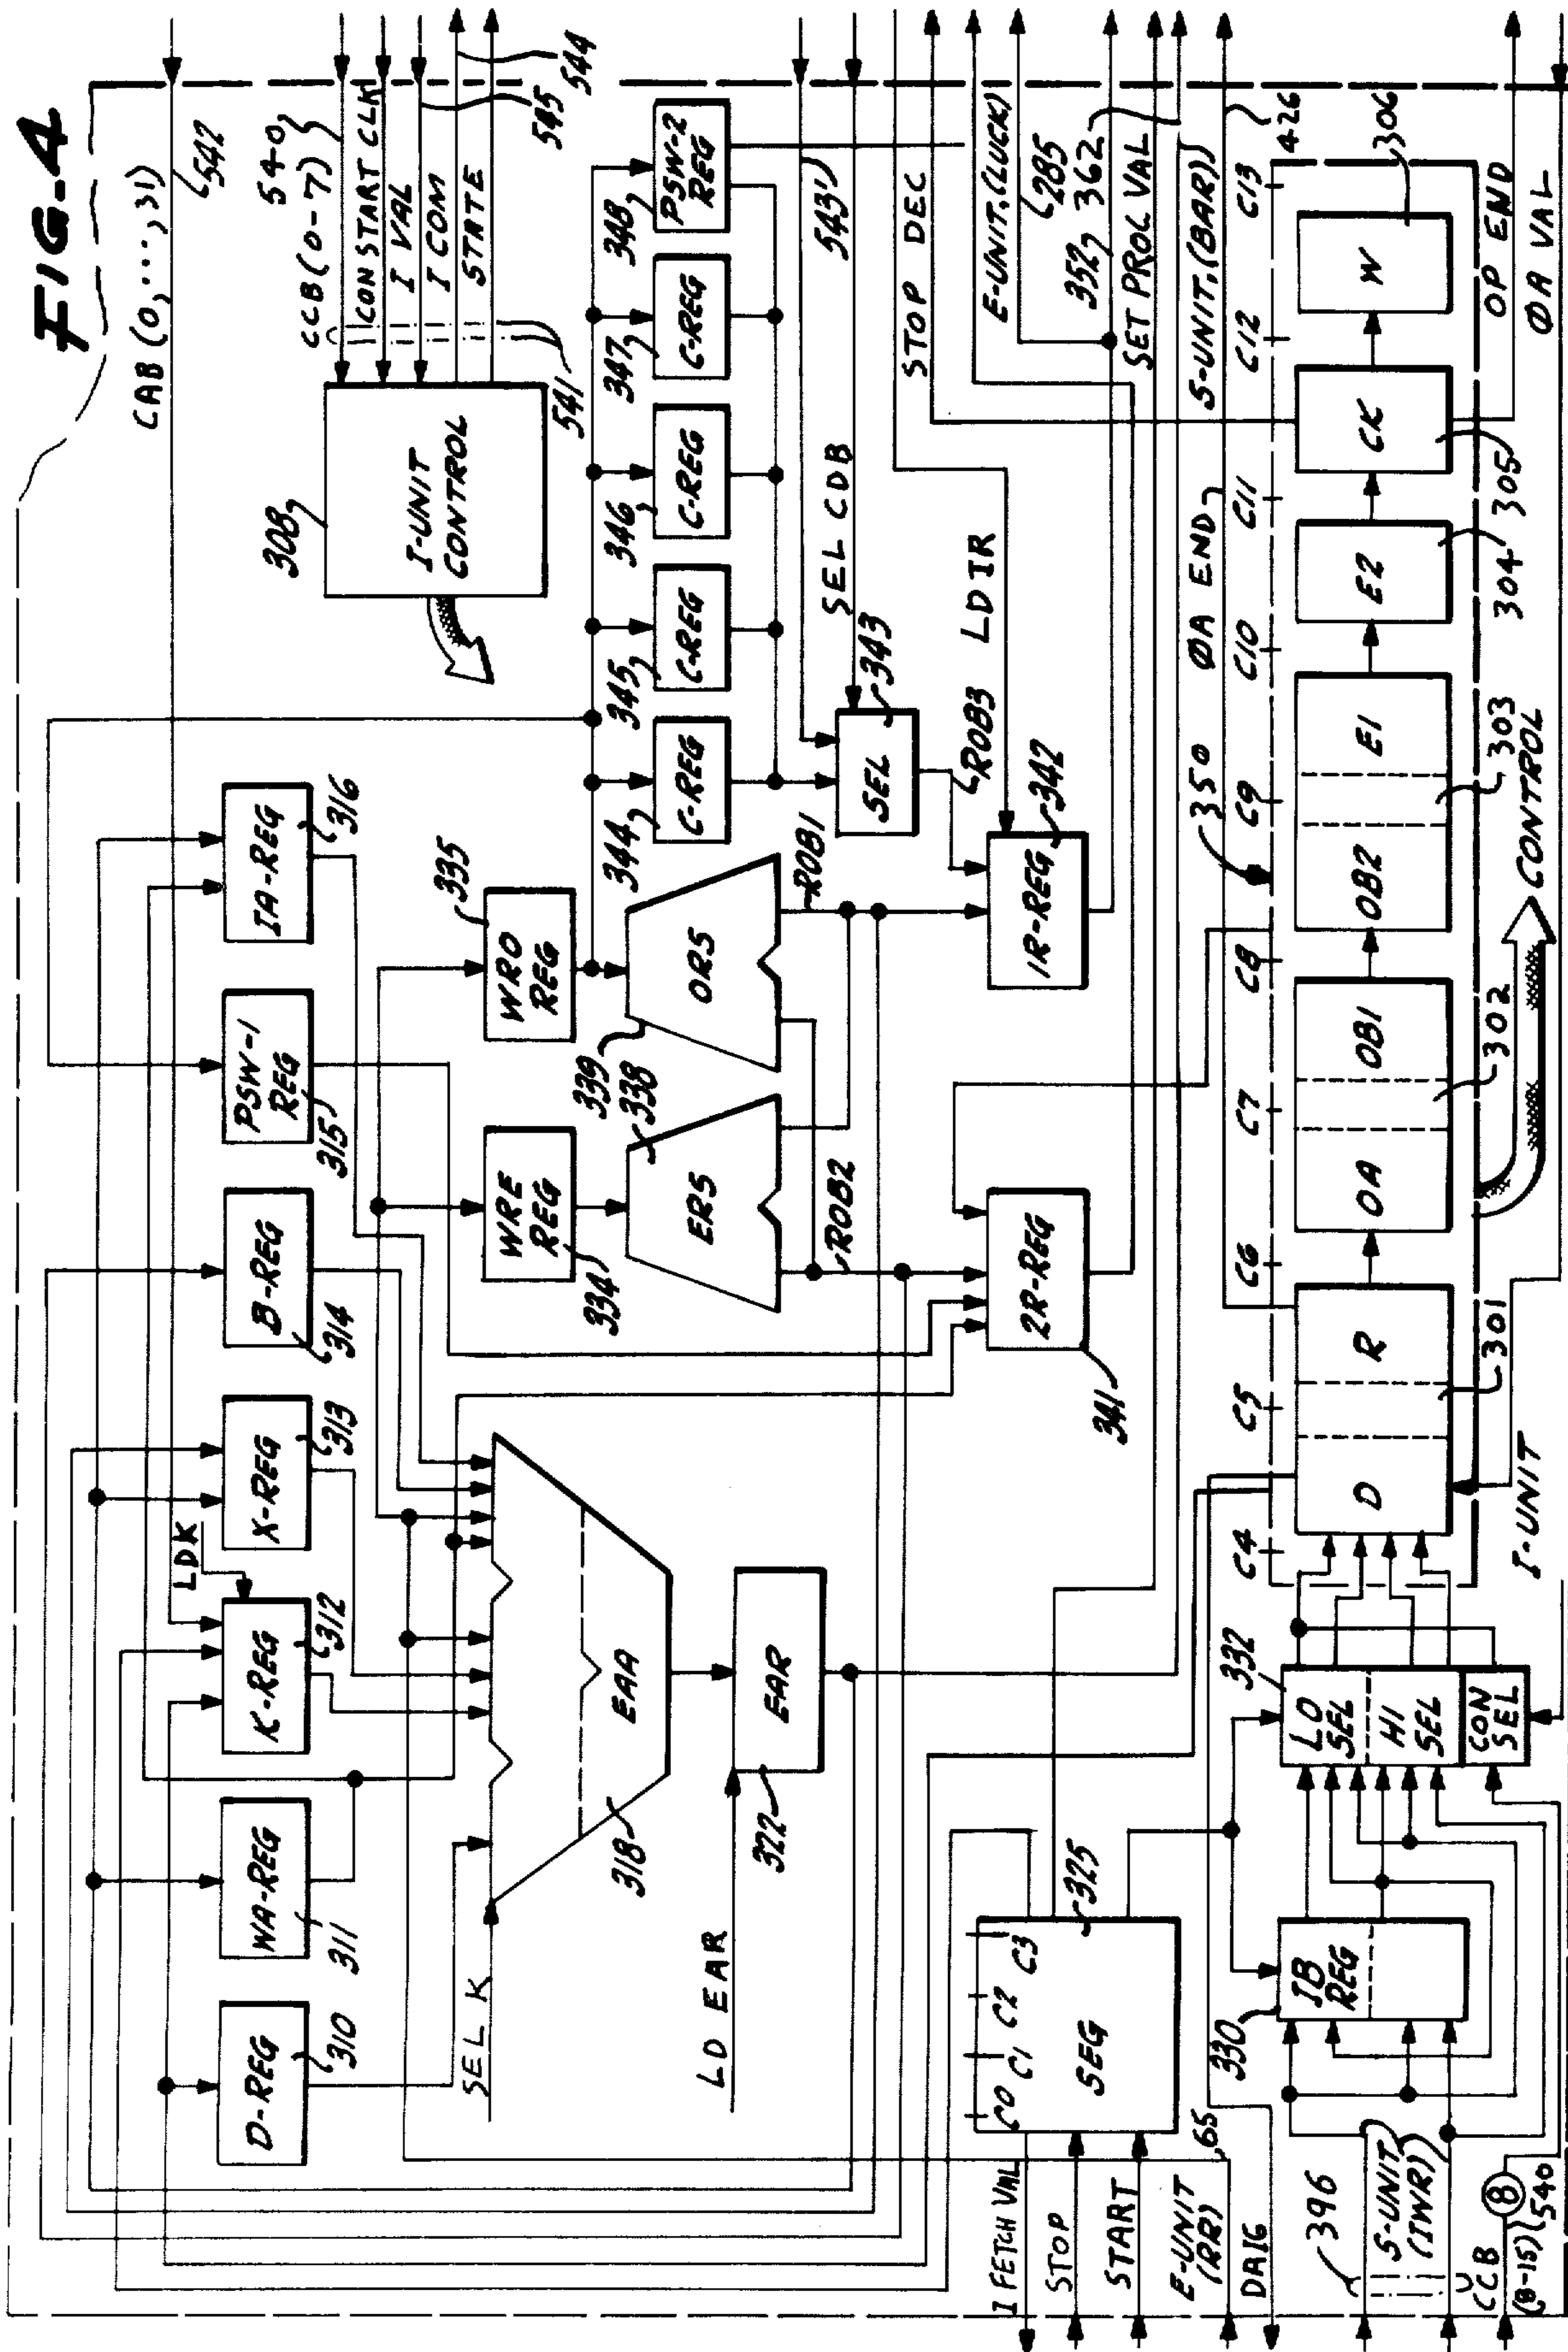 FIG-4
CAB (0,...,31)
542
CCB (0-7)
540
CON START CLK
I VAL
I COM
STATE
545
544
541
308
I-UNIT
CONTROL
D-REG
310
WA-REG
311
K-REG
312
LDK
X-REG
313
B-REG
314
PSW-1
REG
315
IA-REG
316
SEL K
EAA
318
LD EAR
EAR
322
WRE
REG
334
WRO
REG
335
ERS
338
ORS
339
ROB1
ROB2
C-REG
344
C-REG
345
C-REG
346
C-REG
347
PSW-2
REG
348
543'
SEL CDB
SEL
343
ROB3
LDIR
1R-REG
342
2R-REG
341
STOP DEC
E-UNIT,(LUCK)
285
352, 362
SET PROL VAL
S-UNIT,(BAR)
426
ØA END
350
C0 C1 C2 C3
SEG
325
I FETCH VAL
STOP
START
E-UNIT
(RR)
65
DAIG
396
S-UNIT
(IWR)
CCB
(8-15)
8
540
IB
REG
330
LO
SEL
HI
SEL
CON
SEL
332
C4 C5 C6 C7 C8 C9 C10 C11 C12 C13
D R
301
OA OB1
302
OB2 E1
303
E2
304
CK
305
W
306
I-UNIT
CONTROL
OP END
ØA VAL